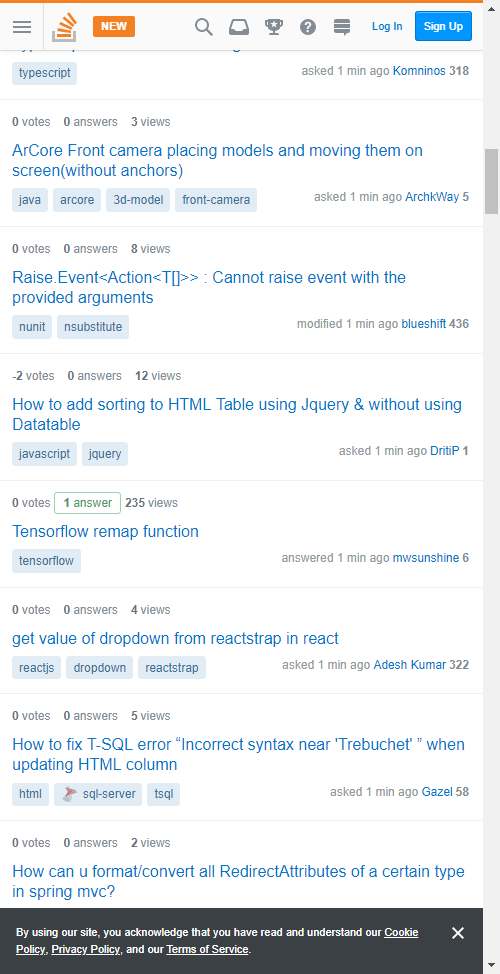 NEW
Log In
Sign Up
typescript
asked 1 min ago Komninos 318
0 votes 0 answers 3 views
ArCore Front camera placing models and moving them on
screen(without anchors)
java arcore 3d-model front-camera
asked 1 min ago ArchkWay 5
0 votes 0 answers 8 views
Raise.Event<Action<T[]>> : Cannot raise event with the
provided arguments
nunit nsubstitute
modified 1 min ago blueshift 436
-2 votes 0 answers 12 views
How to add sorting to HTML Table using Jquery & without using
Datatable
javascript jquery
asked 1 min ago DritiP 1
0 votes 1 answer 235 views
Tensorflow remap function
tensorflow
answered 1 min ago mwsunshine 6
0 votes 0 answers 4 views
get value of dropdown from reactstrap in react
reactjs dropdown reactstrap
asked 1 min ago Adesh Kumar 322
0 votes 0 answers 5 views
How to fix T-SQL error “Incorrect syntax near 'Trebuchet' ” when
updating HTML column
html sql-server tsql
asked 1 min ago Gazel 58
0 votes 0 answers 2 views
How can u format/convert all RedirectAttributes of a certain type
in spring mvc?
By using our site, you acknowledge that you have read and understand our Cookie
Policy, Privacy Policy, and our Terms of Service.